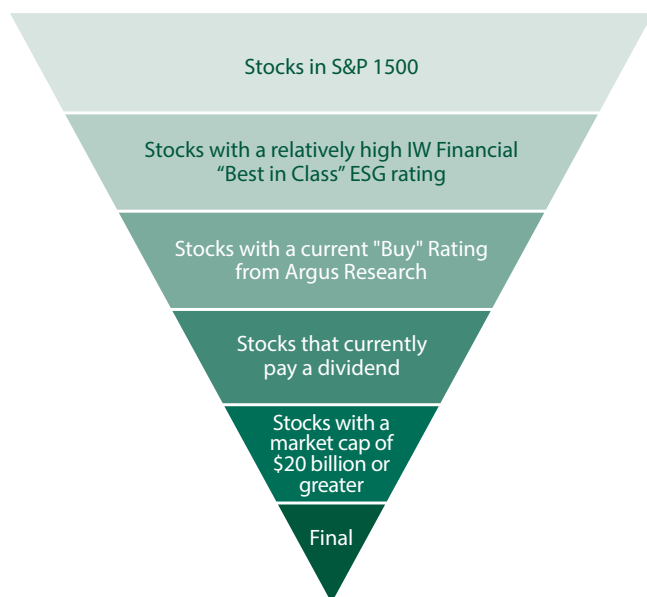 Stocks in S&P 1500
Stocks with a relatively high IW Financial
“Best in Class” ESG rating
Stocks with a current "Buy" Rating
from Argus Research
Stocks that currently
pay a dividend
Stocks with a
market cap of
$20 billion or
greater
Final